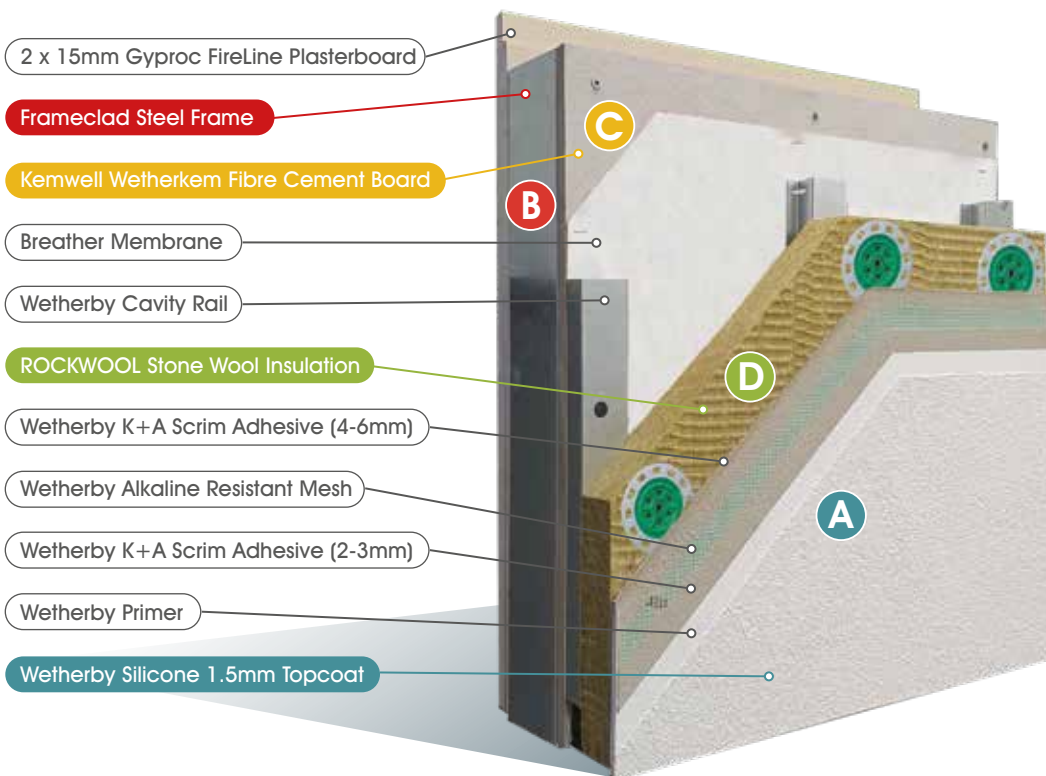 2 x 15mm Gyproc FireLine Plasterboard
Frameclad Steel Frame
Kemwell Wetherkem Fibre Cement Board
Breather Membrane
Wetherby Cavity Rail
ROCKWOOL Stone Wool Insulation
Wetherby K+A Scrim Adhesive (4-6mm)
Wetherby Alkaline Resistant Mesh
Wetherby K+A Scrim Adhesive (2-3mm)
Wetherby Primer
Wetherby Silicone 1.5mm Topcoat
C
B
D
A